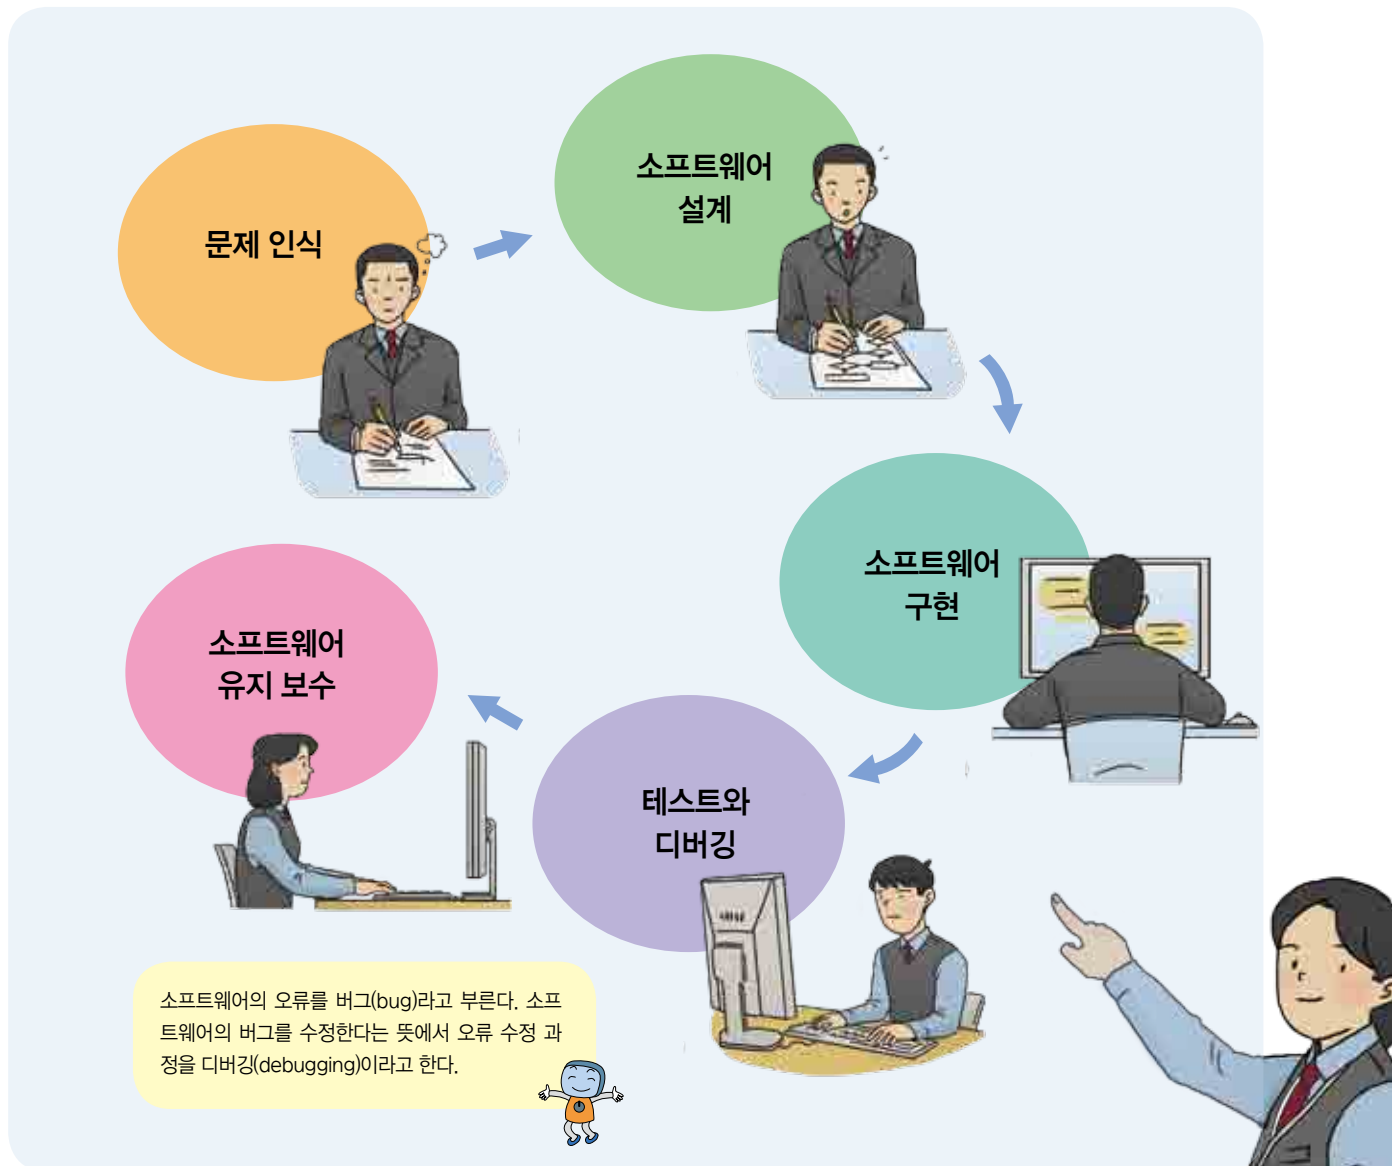 문제 인식
소프트웨어
설계
소프트웨어
구현
테스트와
디버깅
소프트웨어
유지 보수
소프트웨어의 오류를 버그(bug)라고 부른다. 소프
트웨어의 버그를 수정한다는 뜻에서 오류 수정 과
정을 디버깅(debugging)이라고 한다.